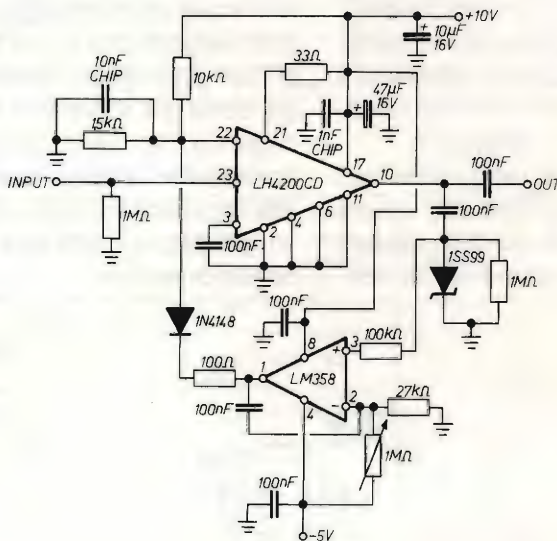 +10V
10µF
16V
10nF
CHIP
33Ω
10kΩ
47µF
16V
1nF
CHIP
1,5kΩ
22
21
17
100nF
INPUT
23
LH4200CD
10
OUT
11
100nF
1MΩ
3
2
4
6
100nF
1SS99
1MΩ
100nF
1N4148
8
3
100kΩ
+
100Ω
1
LM358
27kΩ
−
2
100nF
4
1MΩ
100nF
−5V